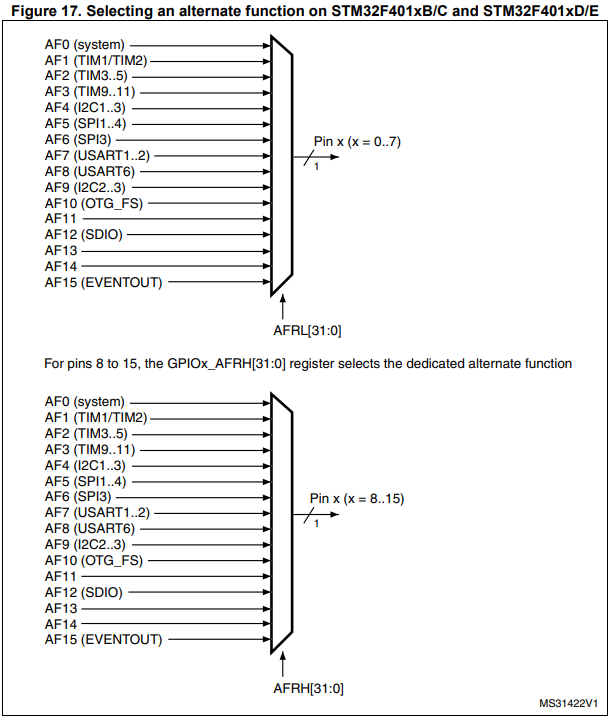 Figure 17. Selecting an alternate function on STM32F401xB/C and STM32F401xD/E
AF0 (system)
AF1 (TIM1/TIM2)
AF2 (TIM3..5)
AF3 (TIM9..11)
AF4 (I2C1..3)
AF5 (SPI1..4)
AF6 (SPI3)
AF7 (USART1..2)
AF8 (USART6)
AF9 (I2C2..3)
AF10 (OTG_FS)
AF11
AF12 (SDIO)
AF13
AF14
AF15 (EVENTOUT)
Pin x (x = 0..7)
1
AFRL[31:0]
For pins 8 to 15, the GPIOx_AFRH[31:0] register selects the dedicated alternate function
AF0 (system)
AF1 (TIM1/TIM2)
AF2 (TIM3..5)
AF3 (TIM9..11)
AF4 (I2C1..3)
AF5 (SPI1..4)
AF6 (SPI3)
AF7 (USART1..2)
AF8 (USART6)
AF9 (I2C2..3)
AF10 (OTG_FS)
AF11
AF12 (SDIO)
AF13
AF14
AF15 (EVENTOUT)
Pin x (x = 8..15)
1
AFRH[31:0]
MS31422V1